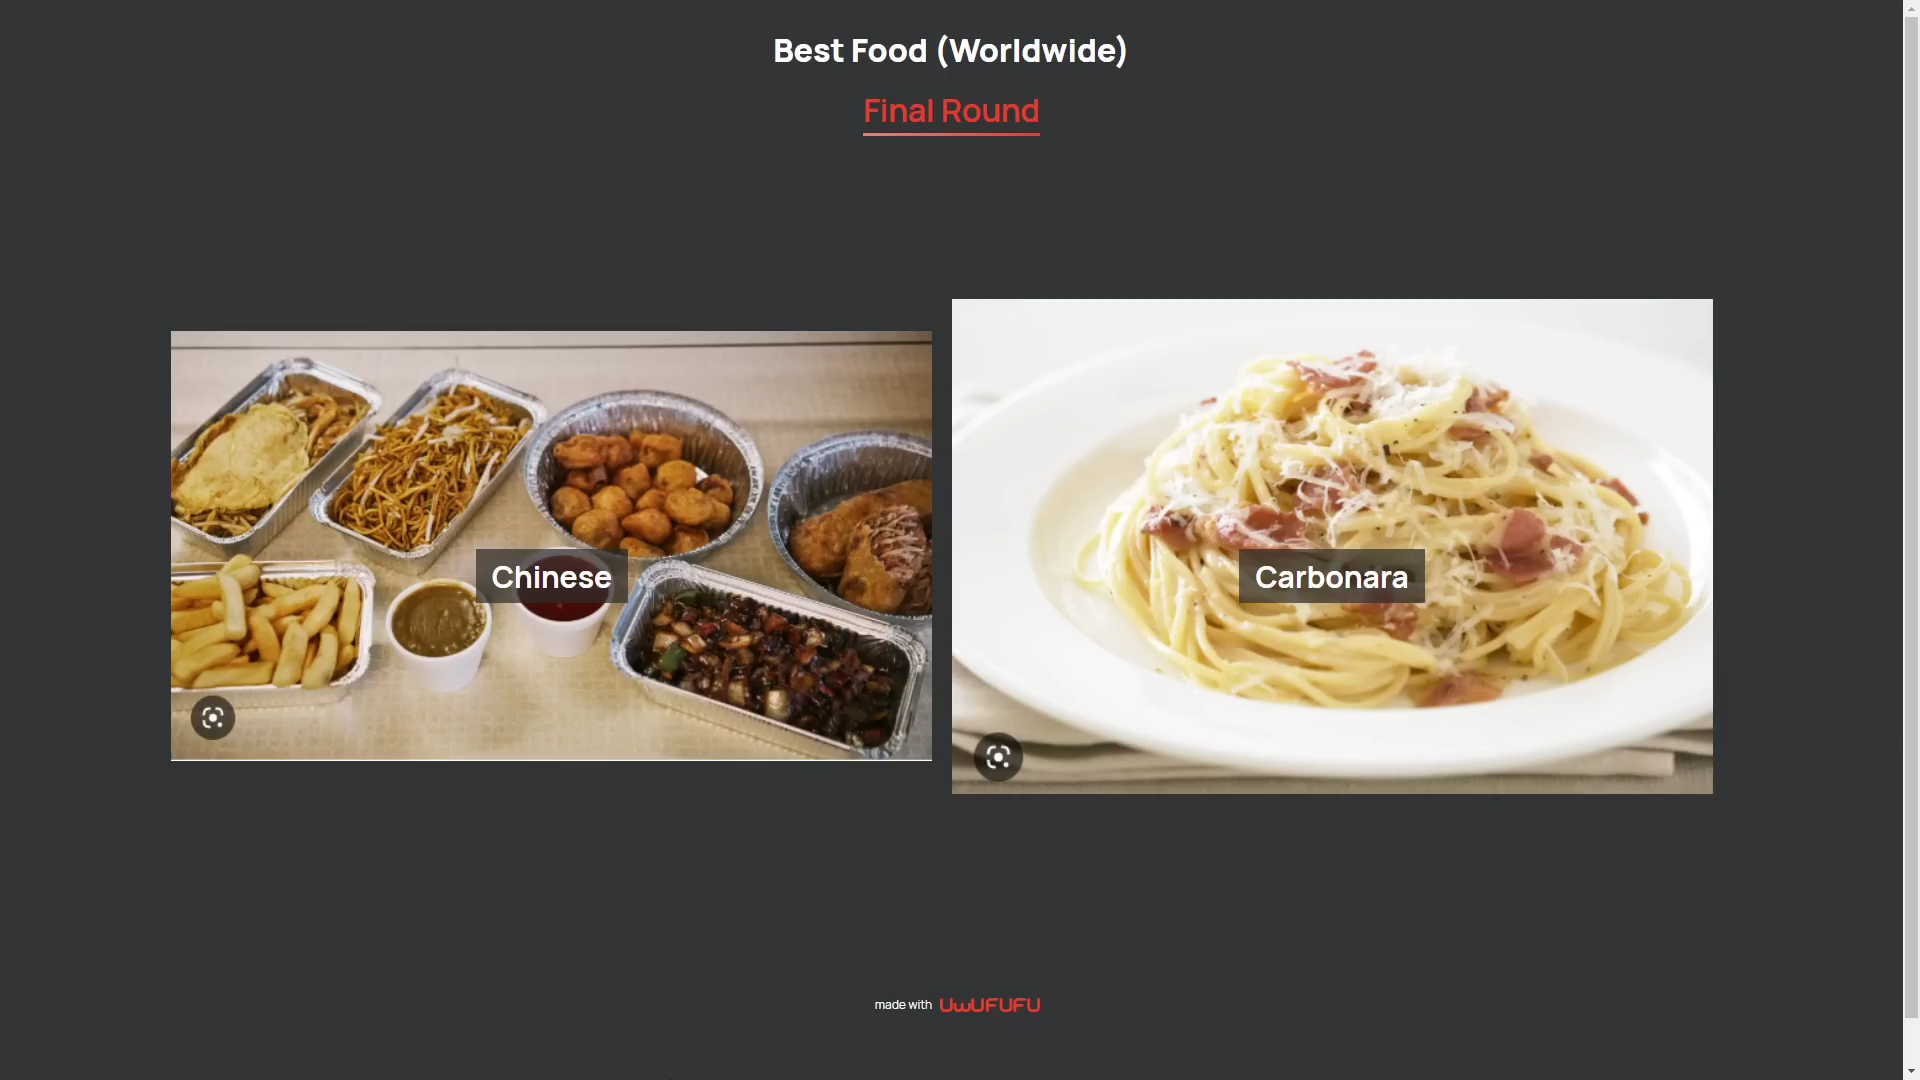 Best Food (Worldwide)
Final Round
Chinese
Carbonara
made with UwUFUFU